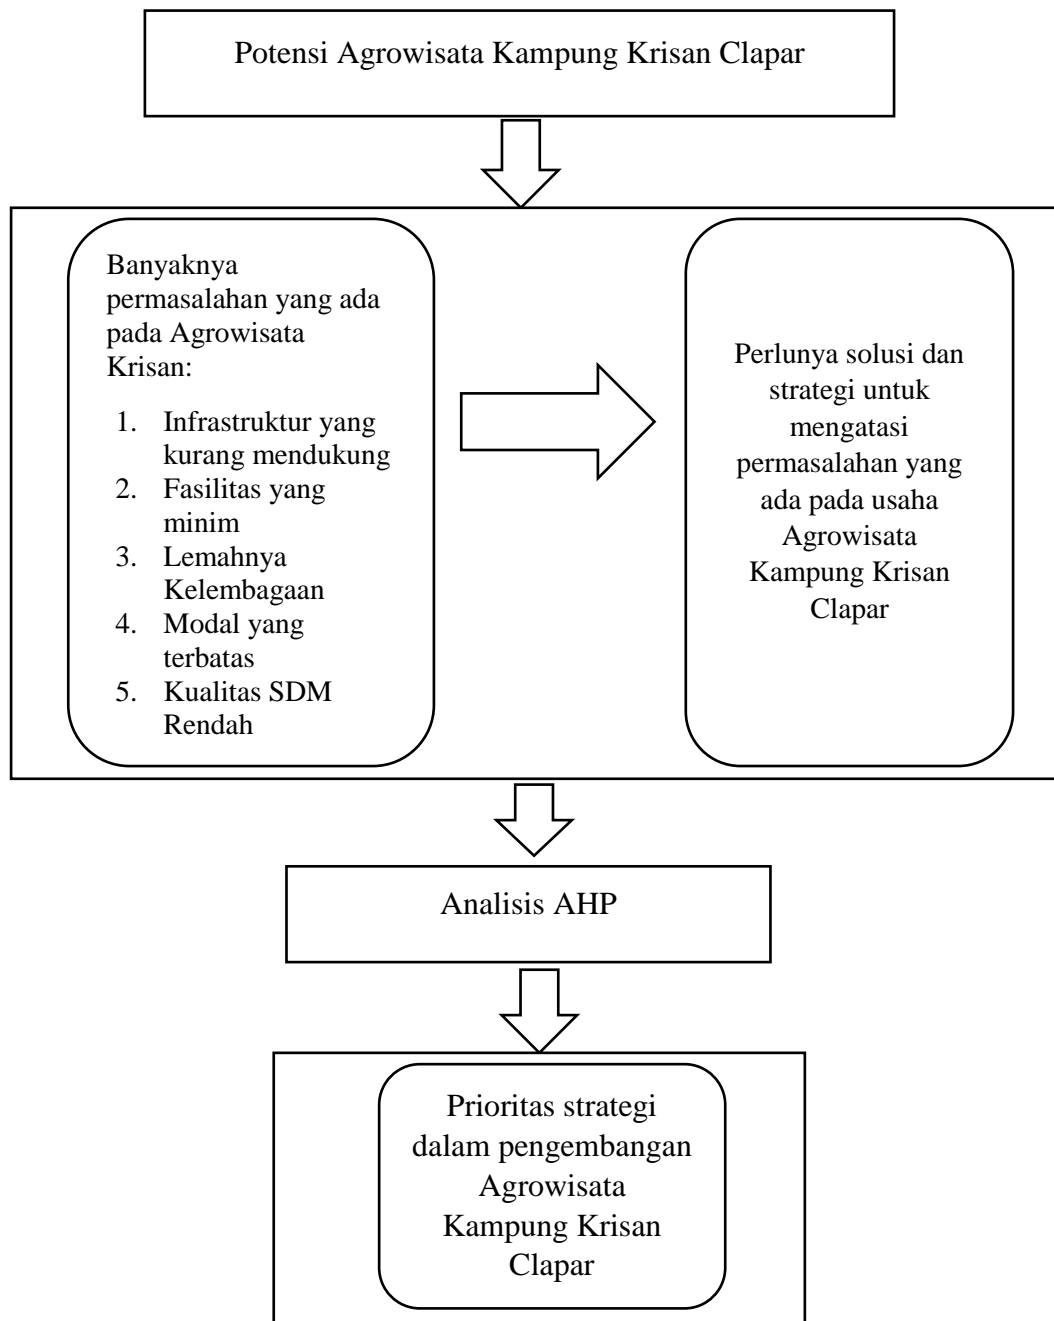 Potensi Agrowisata Kampung Krisan Clapar
Banyaknya
permasalahan yang ada
pada Agrowisata
Krisan:
1. Infrastruktur yang
kurang mendukung
2. Fasilitas yang
minim
3. Lemahnya
Kelembagaan
4. Modal yang
terbatas
5. Kualitas SDM
Rendah
Perlunya solusi dan
strategi untuk
mengatasi
permasalahan yang
ada pada usaha
Agrowisata
Kampung Krisan
Clapar
Analisis AHP
Prioritas strategi
dalam pengembangan
Agrowisata
Kampung Krisan
Clapar